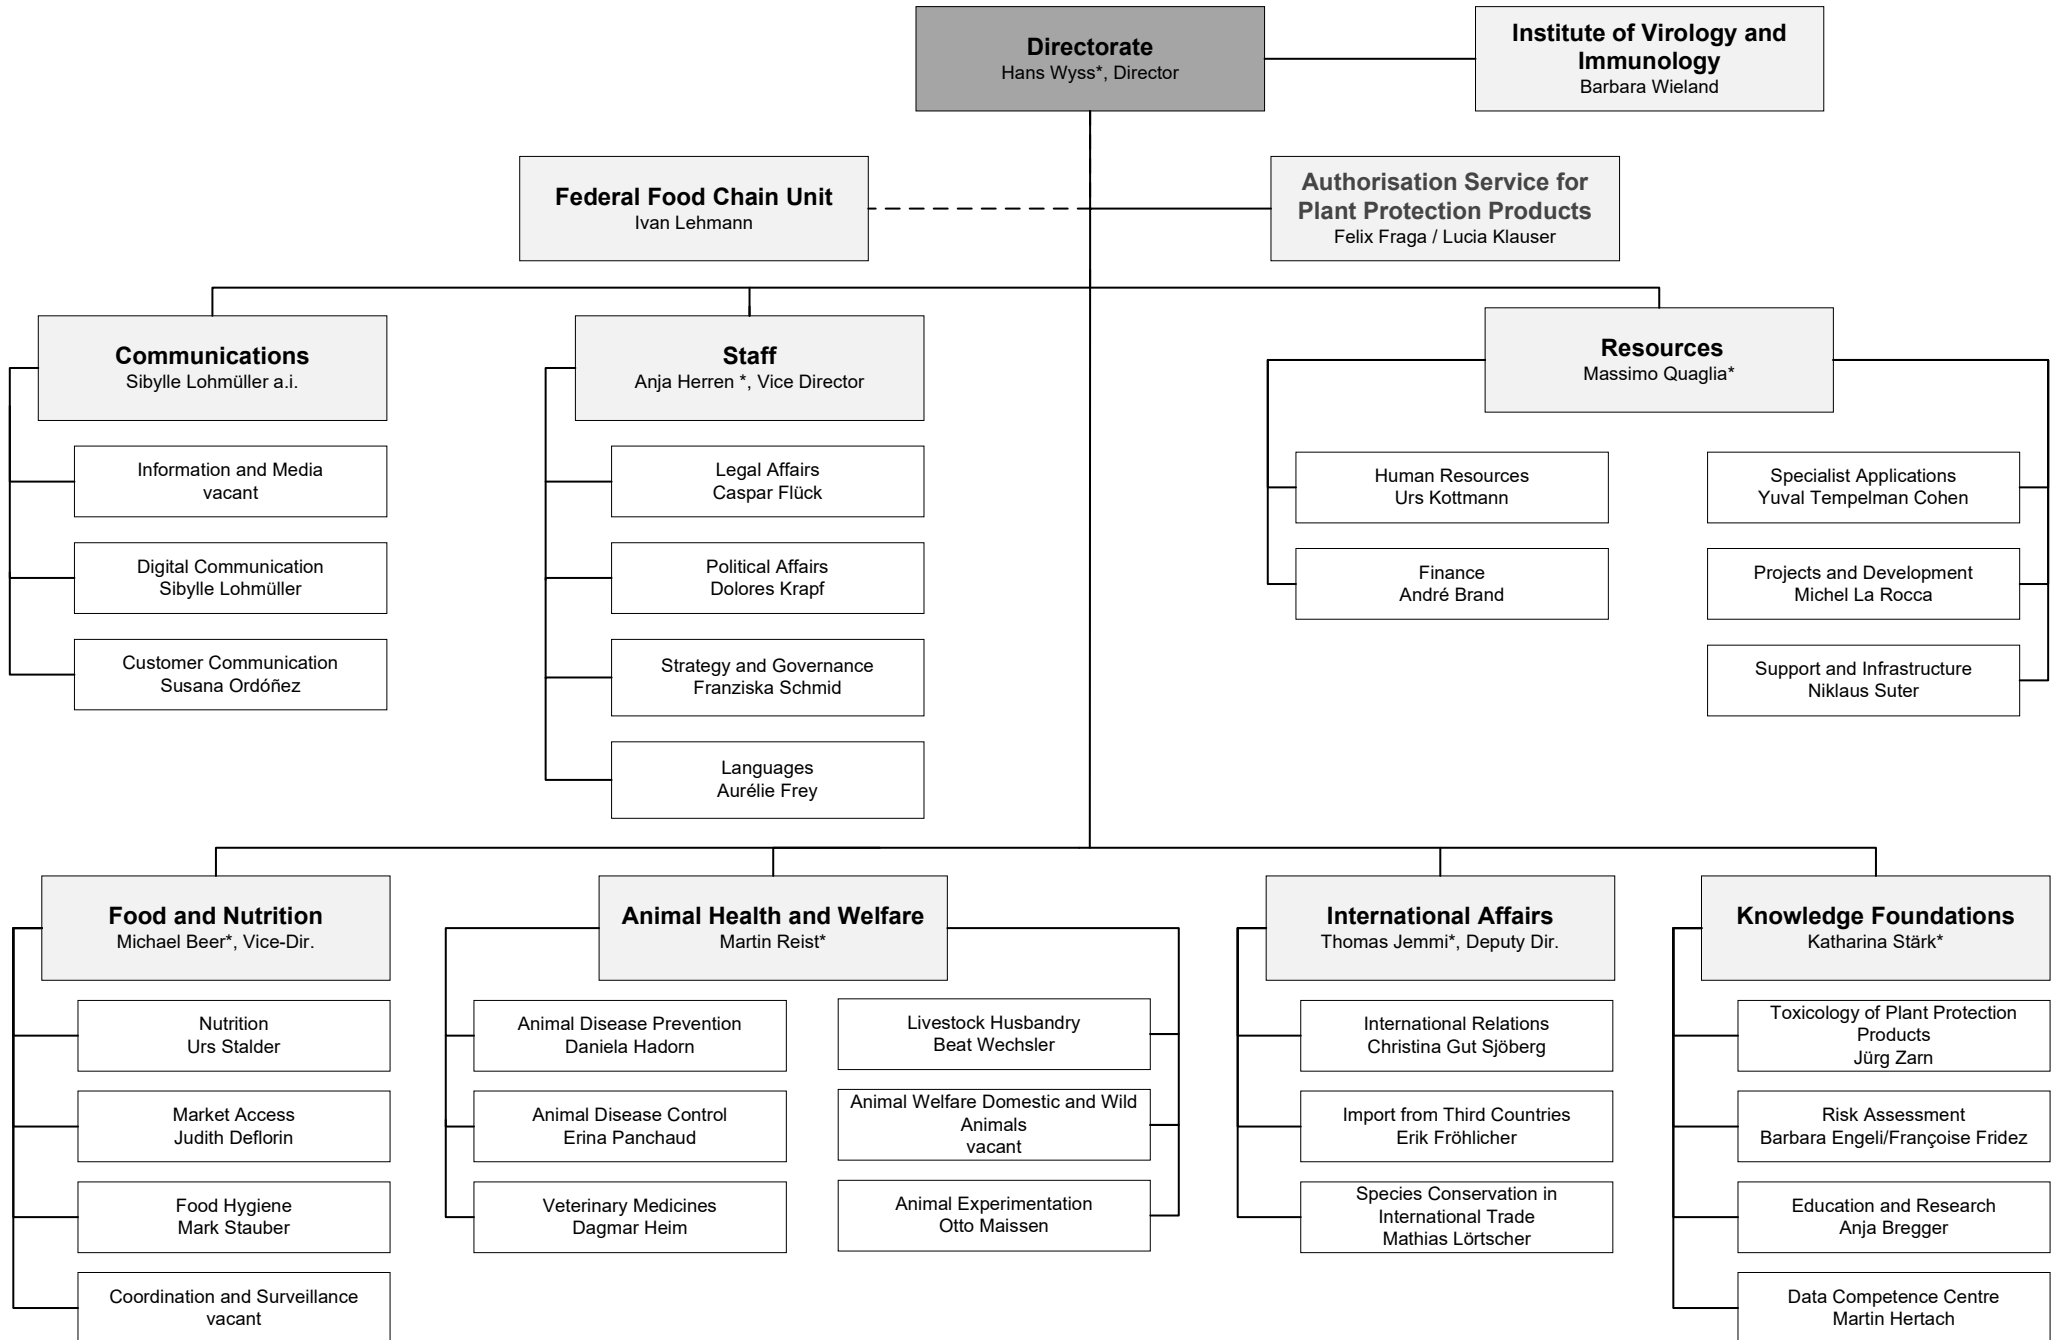 Directorate
Hans Wyss*, Director
Institute of Virology and
Immunology
Barbara Wieland
Federal Food Chain Unit
Ivan Lehmann
Authorisation Service for
Plant Protection Products
Felix Fraga / Lucia Klauser
Communications
Sibylle Lohmüller a.i.
Information and Media
vacant
Digital Communication
Sibylle Lohmüller
Customer Communication
Susana Ordóñez
Staff
Anja Herren *, Vice Director
Legal Affairs
Caspar Flück
Political Affairs
Dolores Krapf
Strategy and Governance
Franziska Schmid
Languages
Aurélie Frey
Resources
Massimo Quaglia*
Human Resources
Urs Kottmann
Finance
André Brand
Specialist Applications
Yuval Tempelman Cohen
Projects and Development
Michel La Rocca
Support and Infrastructure
Niklaus Suter
Food and Nutrition
Michael Beer*, Vice-Dir.
Nutrition
Urs Stalder
Market Access
Judith Deflorin
Food Hygiene
Mark Stauber
Coordination and Surveillance
vacant
Animal Health and Welfare
Martin Reist*
Animal Disease Prevention
Daniela Hadorn
Animal Disease Control
Erina Panchaud
Veterinary Medicines
Dagmar Heim
Livestock Husbandry
Beat Wechsler
Animal Welfare Domestic and Wild
Animals
vacant
Animal Experimentation
Otto Maissen
International Affairs
Thomas Jemmi*, Deputy Dir.
International Relations
Christina Gut Sjöberg
Import from Third Countries
Erik Fröhlicher
Species Conservation in
International Trade
Mathias Lörtscher
Knowledge Foundations
Katharina Stärk*
Toxicology of Plant Protection
Products
Jürg Zarn
Risk Assessment
Barbara Engeli/Françoise Fridez
Education and Research
Anja Bregger
Data Competence Centre
Martin Hertach